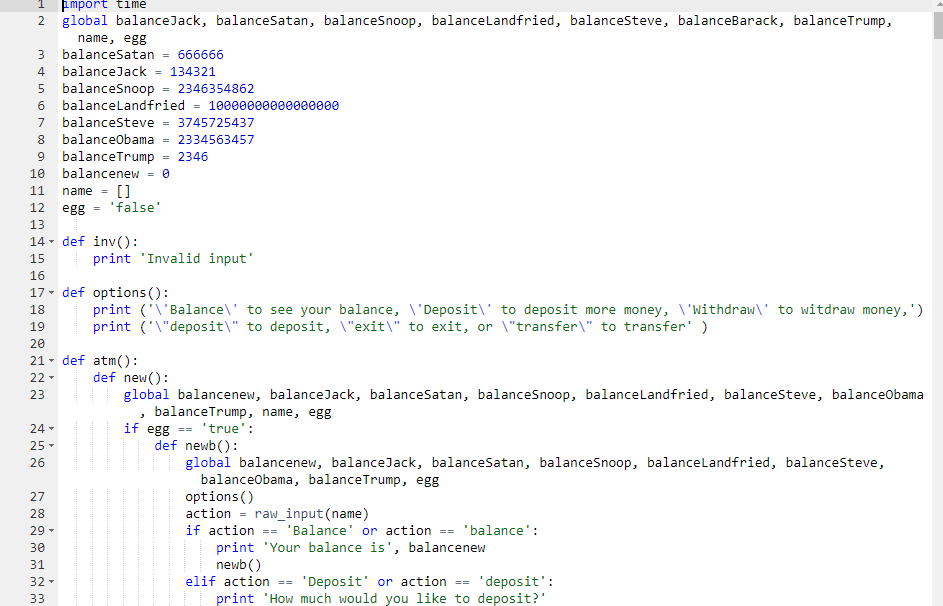 1 import time
2 global balanceJack, balanceSatan, balanceSnoop, balanceLandfried, balanceSteve, balanceBarack, balanceTrump,
name, egg
3 balanceSatan = 666666
4 balanceJack = 134321
5 balanceSnoop = 2346354862
6 balanceLandfried = 10000000000000000
7 balanceSteve = 3745725437
8 balanceObama = 2334563457
9 balanceTrump = 2346
10 balancenew = 0
11 name = []
12 egg = 'false'
13
14 def inv():
15     print 'Invalid input'
16
17 def options():
18     print ('\'Balance\' to see your balance, \'Deposit\' to deposit more money, \'Withdraw\' to witdraw money,')
19     print ('\"deposit\" to deposit, \"exit\" to exit, or \"transfer\" to transfer' )
20
21 def atm():
22     def new():
23         global balancenew, balanceJack, balanceSatan, balanceSnoop, balanceLandfried, balanceSteve, balanceObama
, balanceTrump, name, egg
24         if egg == 'true':
25             def newb():
26                 global balancenew, balanceJack, balanceSatan, balanceSnoop, balanceLandfried, balanceSteve,
balanceObama, balanceTrump, egg
27                 options()
28                 action = raw_input(name)
29                 if action == 'Balance' or action == 'balance':
30                     print 'Your balance is', balancenew
31                     newb()
32                 elif action == 'Deposit' or action == 'deposit':
33                     print 'How much would you like to deposit?'